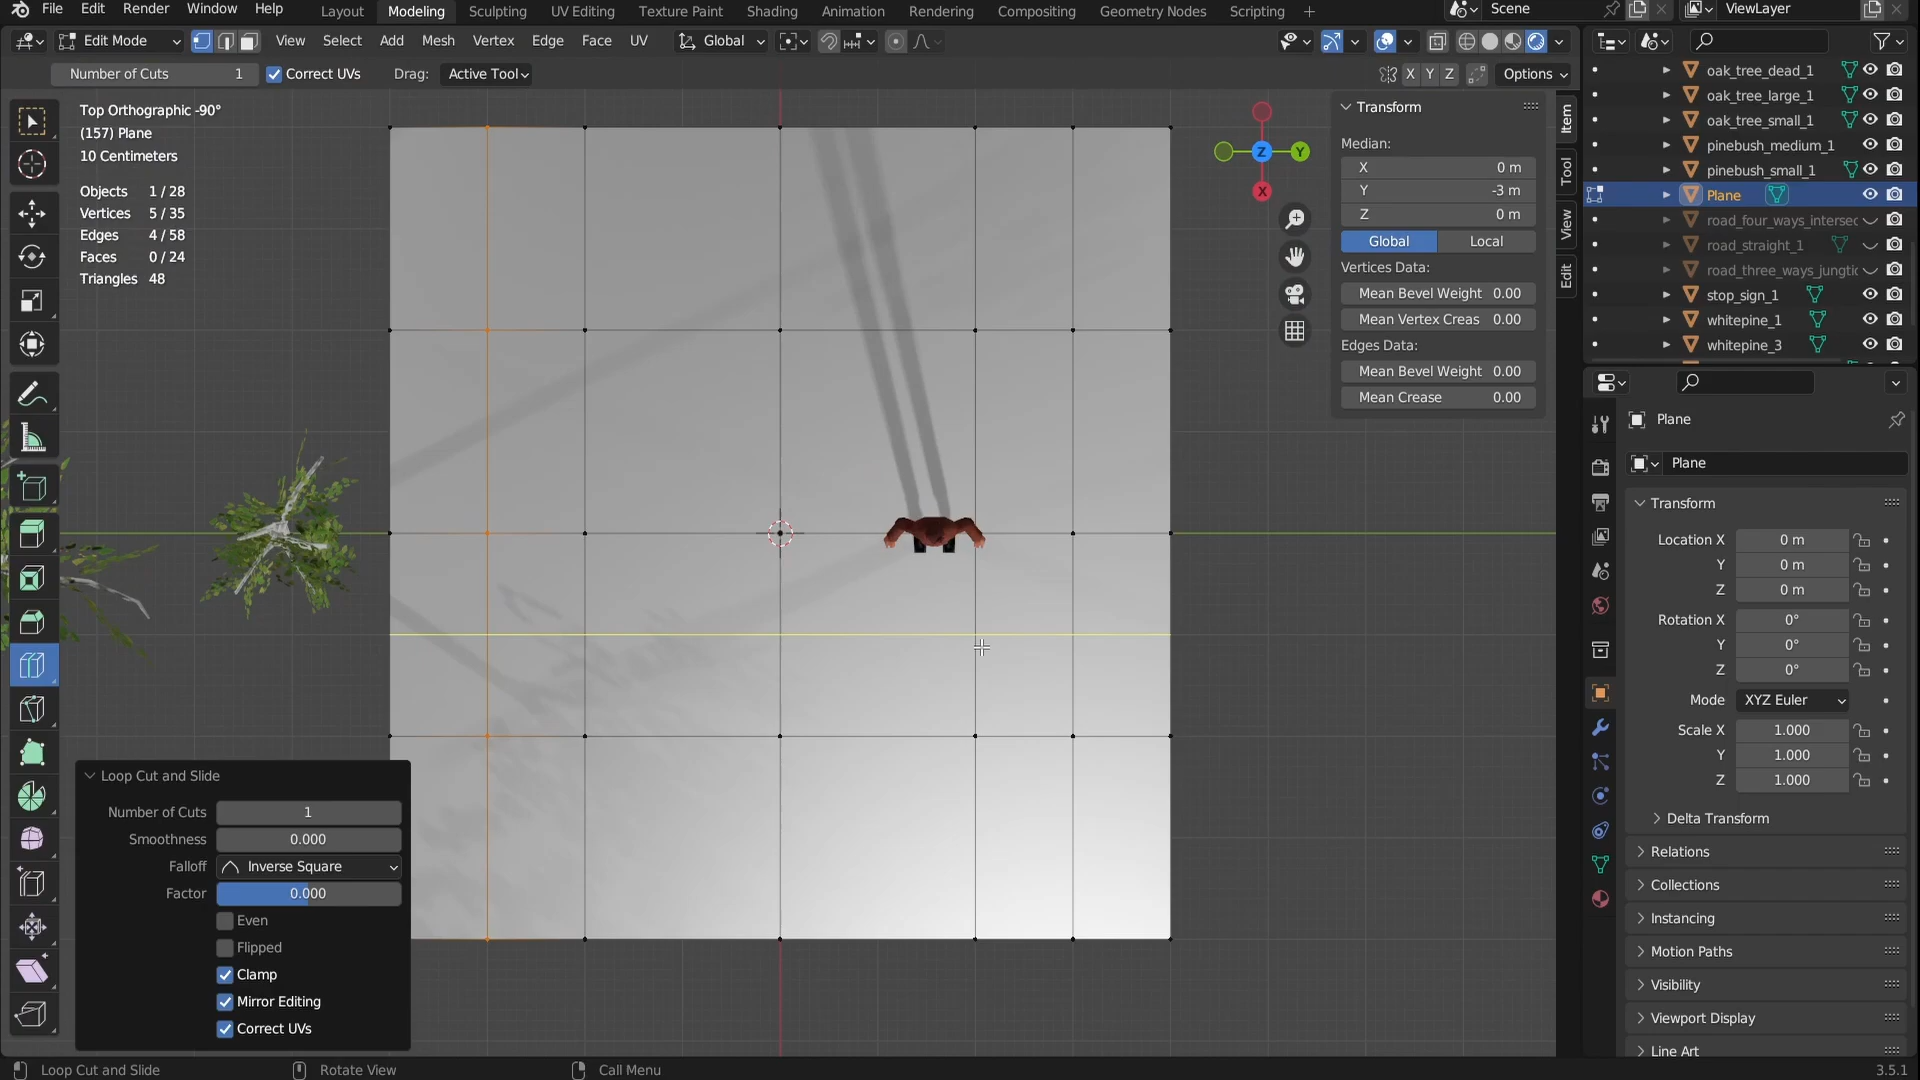 File Edit Render Window Help
Layout Modeling Sculpting UV Editing Texture Paint Shading Animation Rendering Compositing Geometry Nodes Scripting +
Scene
ViewLayer
Edit Mode View Select Add Mesh Vertex Edge Face UV Global
Number of Cuts 1 Correct UVs Drag: Active Tool
X Y Z Options
Top Orthographic -90°
(157) Plane
10 Centimeters
Objects 1 / 28
Vertices 5 / 35
Edges 4 / 58
Faces 0 / 24
Triangles 48
Z Y
X
Transform
Median:
X 0 m
Y -3 m
Z 0 m
Global Local
Vertices Data:
Mean Bevel Weight 0.00
Mean Vertex Creas 0.00
Edges Data:
Mean Bevel Weight 0.00
Mean Crease 0.00
Item
Tool
View
Edit
oak_tree_dead_1
oak_tree_large_1
oak_tree_small_1
pinebush_medium_1
pinebush_small_1
Plane
road_four_ways_intersec
road_straight_1
road_three_ways_jungtic
stop_sign_1
whitepine_1
whitepine_3
Plane
Plane
Transform
Location X 0 m
Y 0 m
Z 0 m
Rotation X 0°
Y 0°
Z 0°
Mode XYZ Euler
Scale X 1.000
Y 1.000
Z 1.000
Delta Transform
Relations
Collections
Instancing
Motion Paths
Visibility
Viewport Display
Line Art
Loop Cut and Slide
Number of Cuts 1
Smoothness 0.000
Falloff Inverse Square
Factor 0.000
Even
Flipped
Clamp
Mirror Editing
Correct UVs
Loop Cut and Slide Rotate View Call Menu 3.5.1